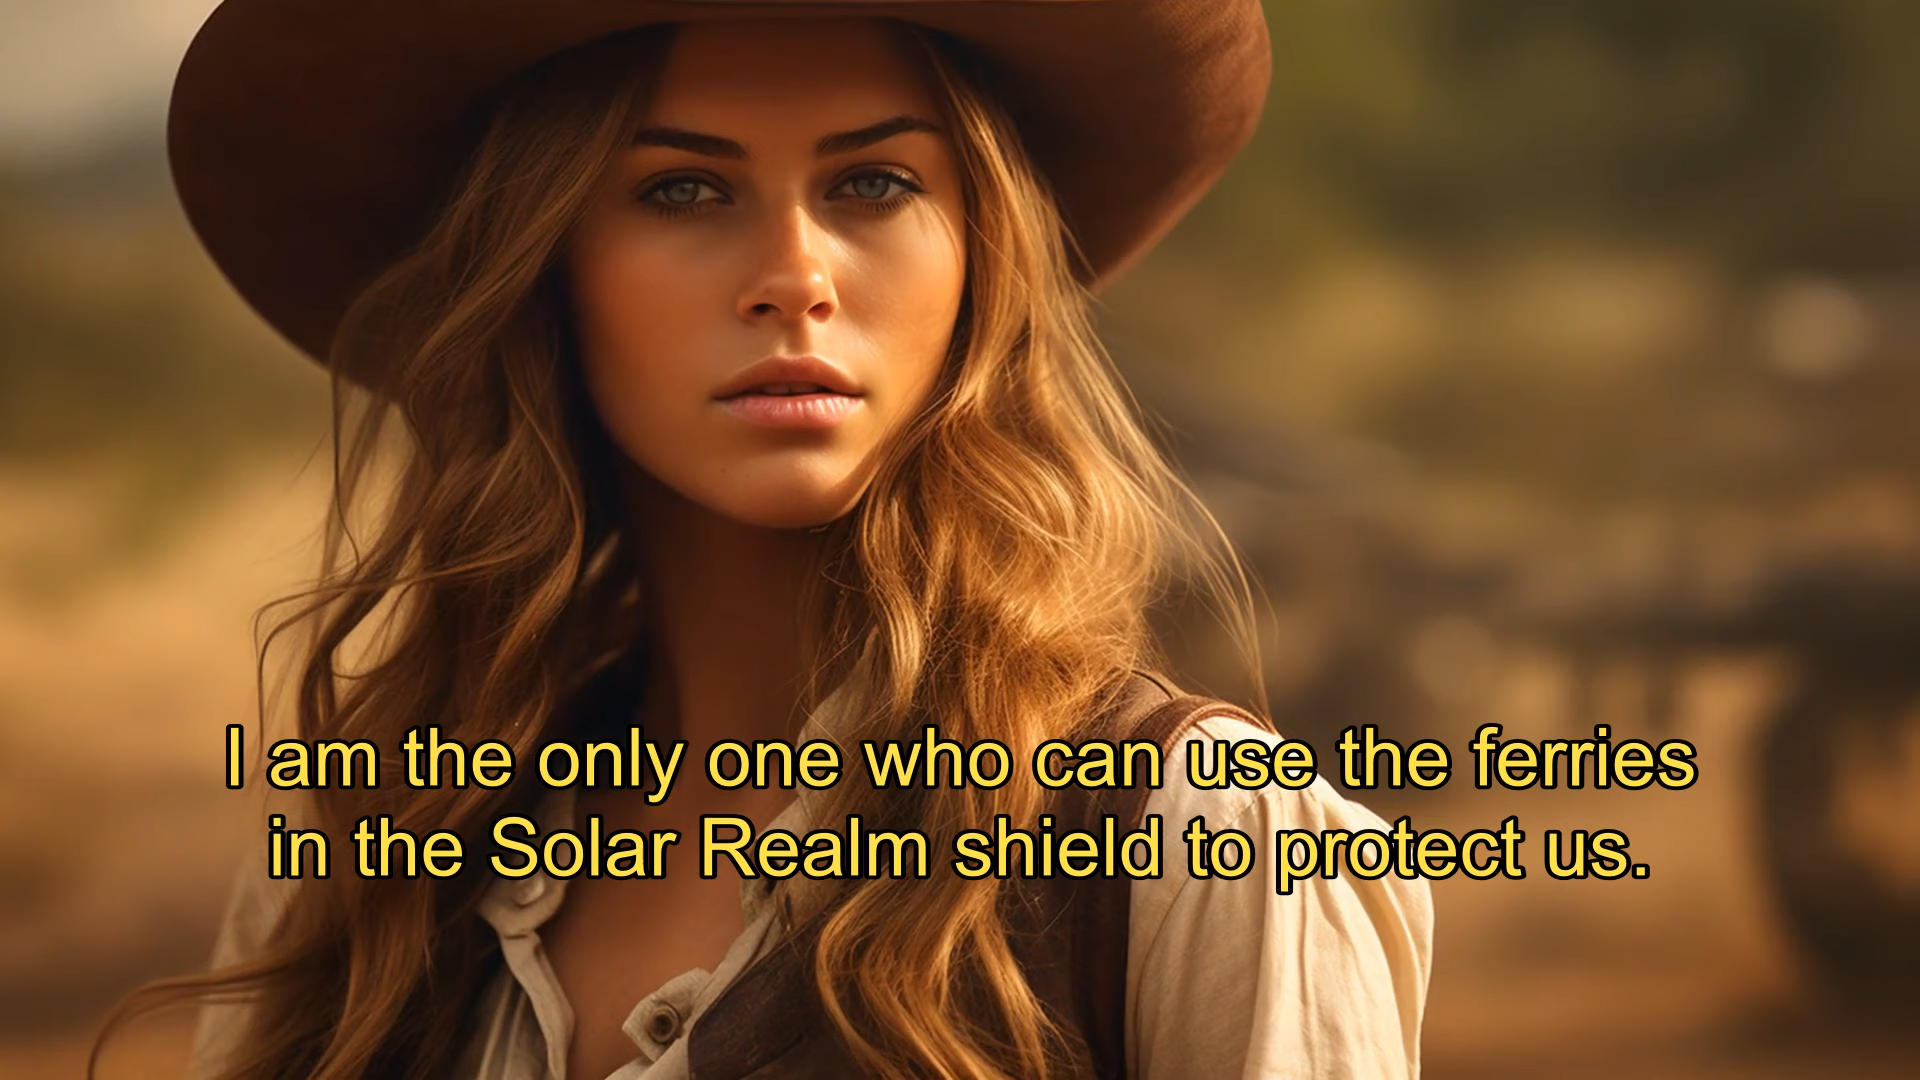 I am the only one who can use the ferries
in the Solar Realm shield to protect us.